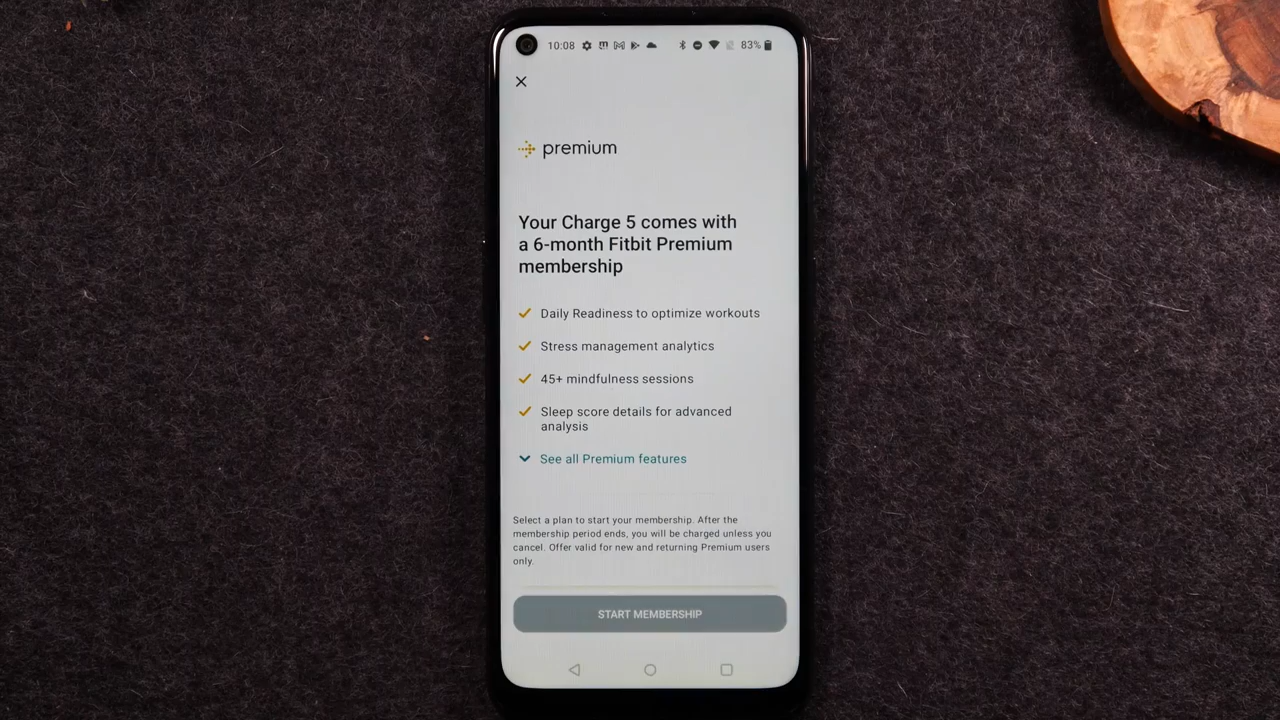 10:08
83%
premium
Your Charge 5 comes with
a 6-month Fitbit Premium
membership
Daily Readiness to optimize workouts
Stress management analytics
45+ mindfulness sessions
Sleep score details for advanced
analysis
See all Premium features
Select a plan to start your membership. After the
membership period ends, you will be charged unless you
cancel. Offer valid for new and returning Premium users
only.
START MEMBERSHIP